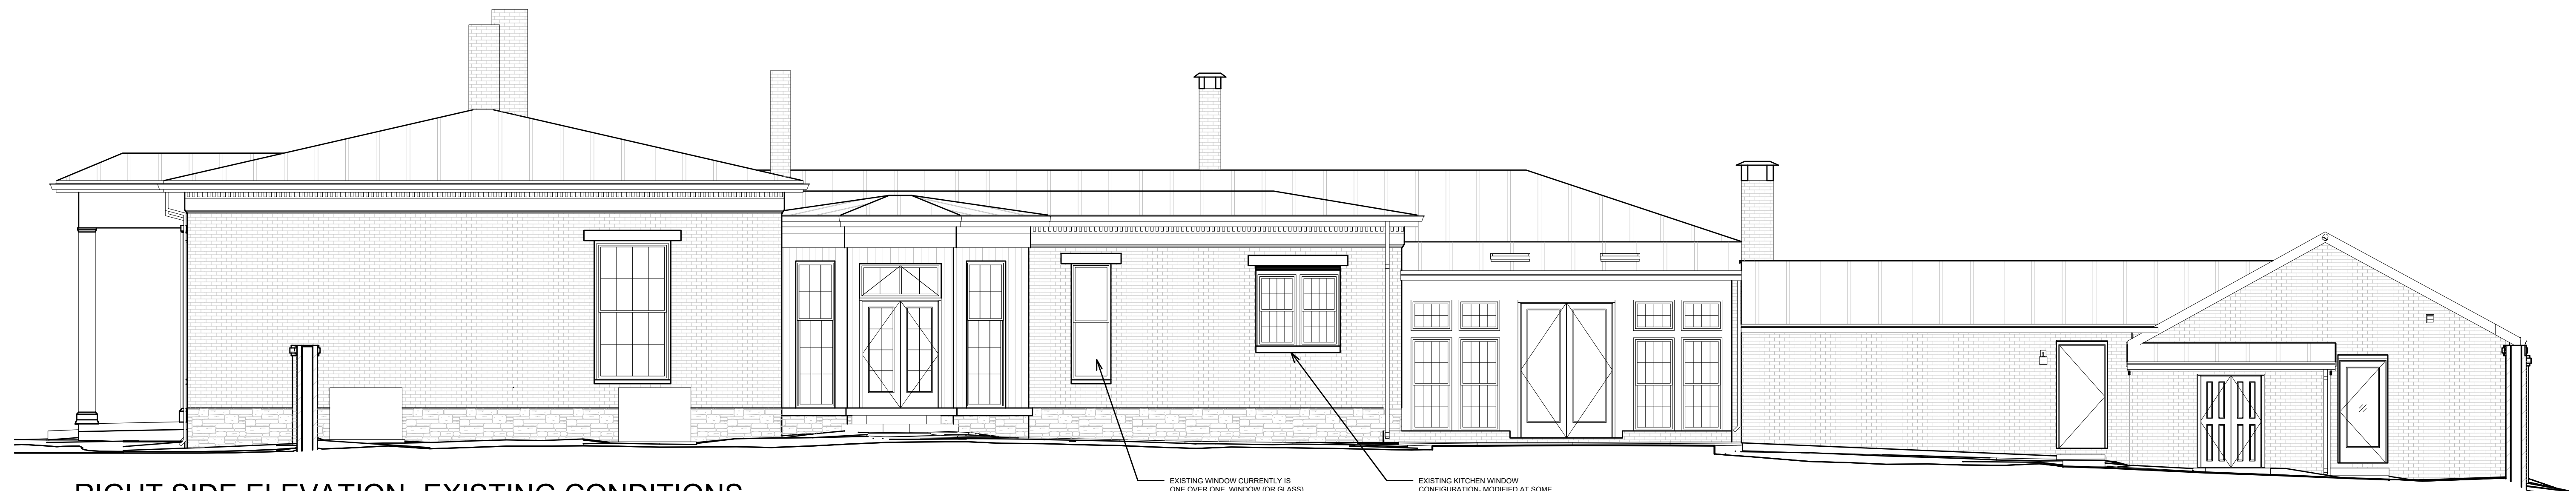 EXISTING WINDOW CURRENTLY IS
ONE OVER ONE. WINDOW (OR GLASS)
EXISTING KITCHEN WINDOW
CONFIGURATION- MODIFIED AT SOME
RIGHT SIDE ELEVATION- EXISTING CONDITIONS